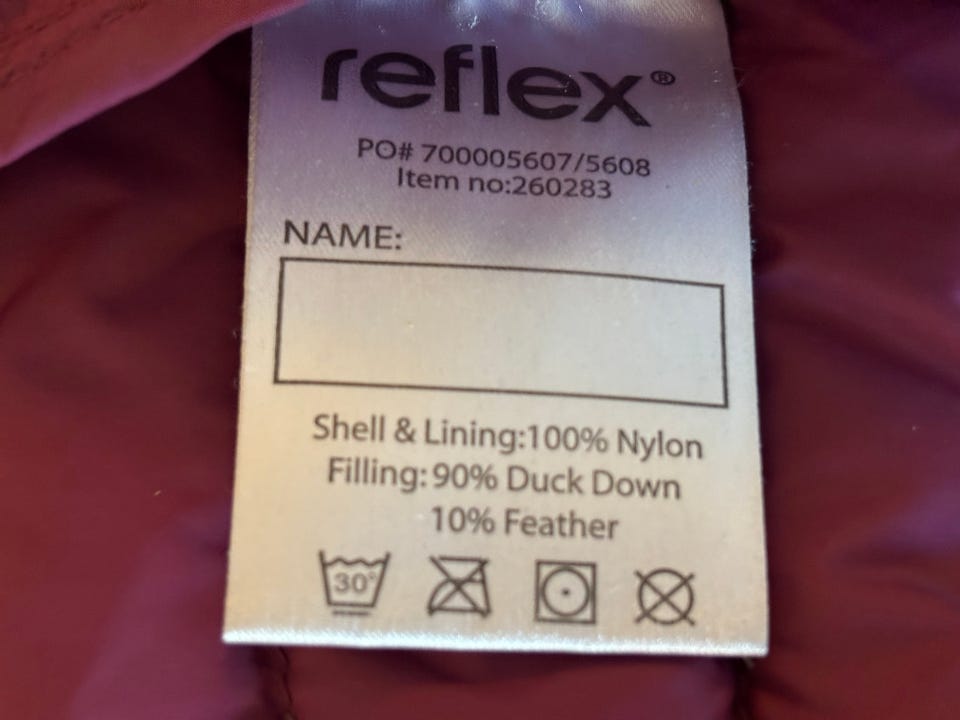 reflex®
PO# 700005607/5608
Item no:260283
NAME:
Shell & Lining:100% Nylon
Filling: 90% Duck Down
10% Feather
30°